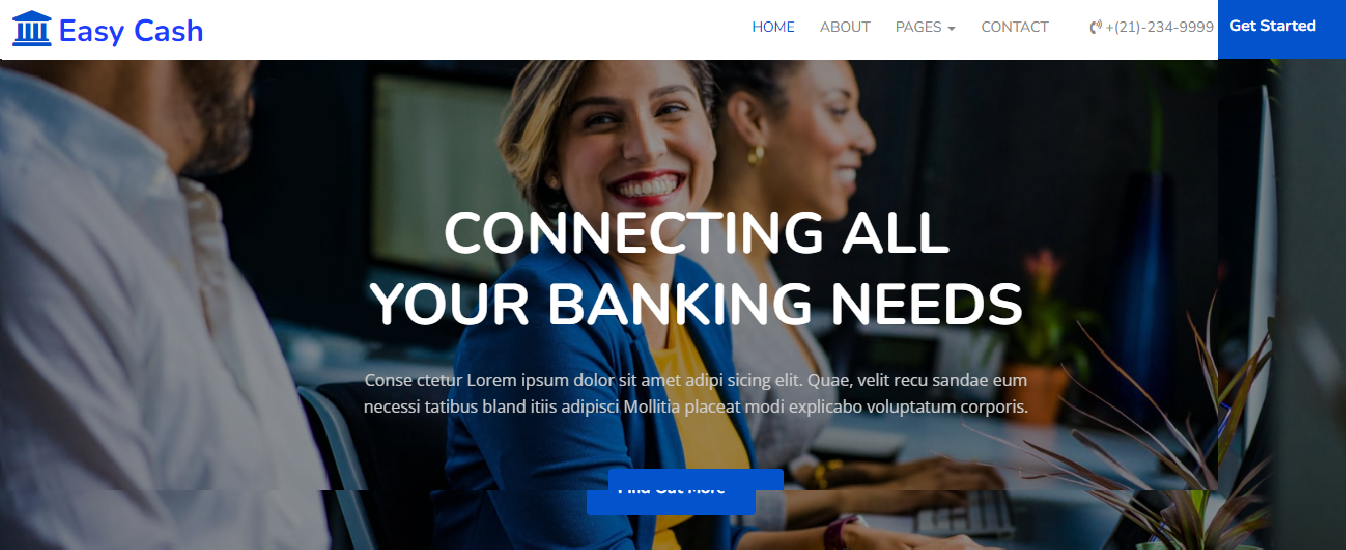 Easy Cash
HOME ABOUT PAGES CONTACT +(21)-234-9999 Get Started
CONNECTING ALL
YOUR BANKING NEEDS
Conse ctetur Lorem ipsum dolor sit amet adipi sicing elit. Quae, velit recu sandae eum
necessi tatibus bland itiis adipisci Mollitia placeat modi explicabo voluptatum corporis.
Find Out More